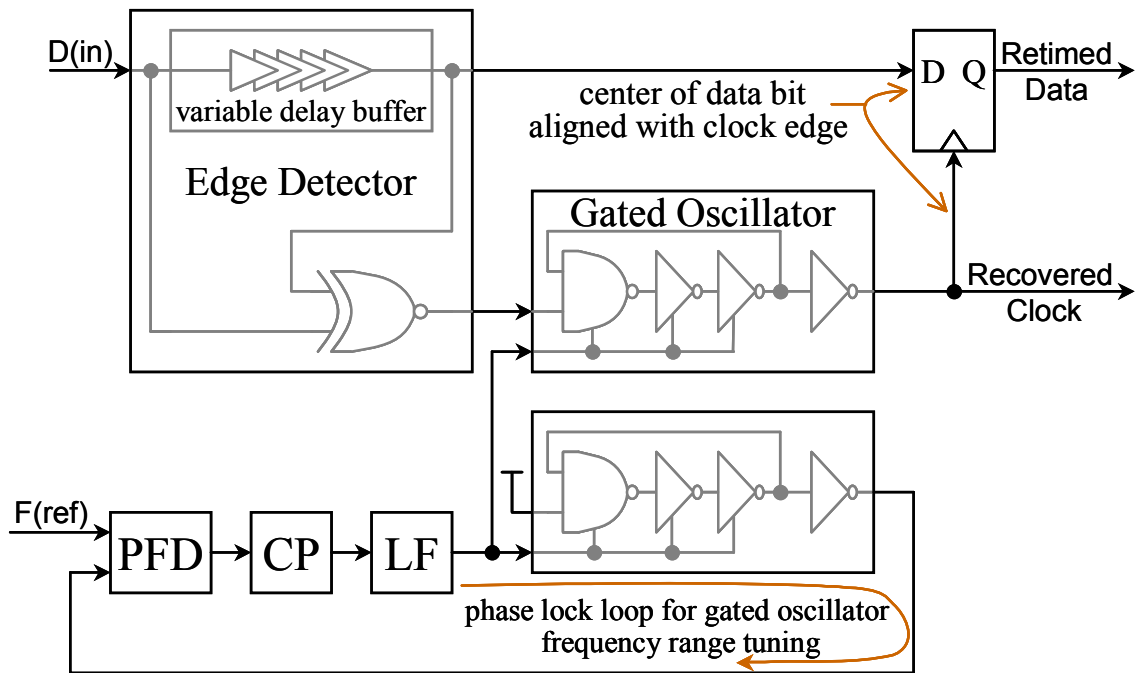 D(in)
variable delay buffer
Edge Detector
center of data bit
aligned with clock edge
D Q
Retimed
Data
Gated Oscillator
Recovered
Clock
F(ref)
PFD
CP
LF
phase lock loop for gated oscillator
frequency range tuning